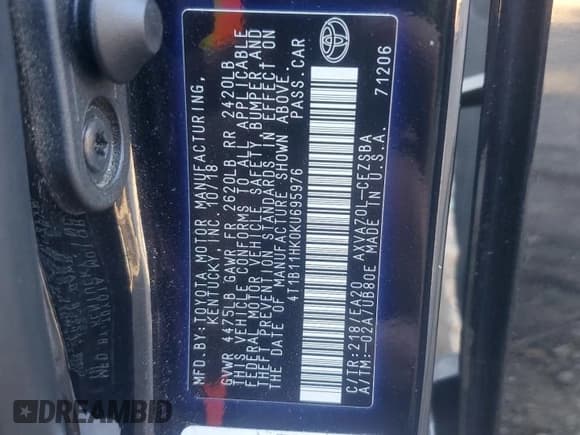 MFD.BY:TOYOTA MOTOR MANUFACTURING,
KENTUCKY, INC. 10/18
GVWR 4475LB GAWR FR 2620LB RR 2420LB
THIS VEHICLE CONFORMS TO ALL APPLICABLE
FEDERAL MOTOR VEHICLE SAFETY, BUMPER AND
THEFT PREVENTION STANDARDS IN EFFECT ON
THE DATE OF MANUFACTURE SHOWN ABOVE.
4T1B11HK0KU695976 PASS.CAR
C/TR:218/EA20 AXVA70L-CEZSBA 71206
A/TM:-02A/UB80E MADE IN U.S.A.
DREAMBID